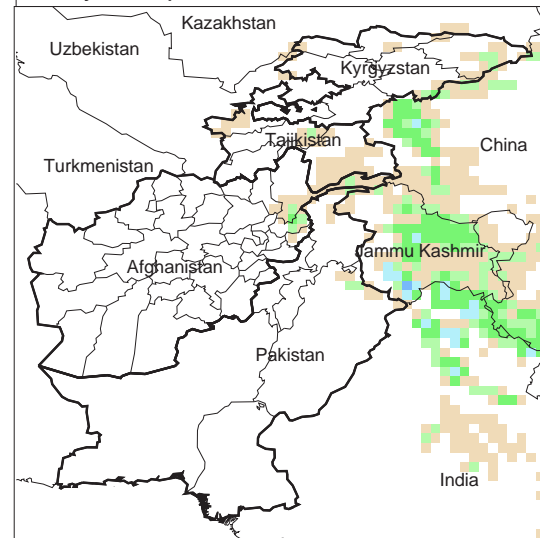 Kazakhstan
Uzbekistan
Kyrgyzstan
Tajikistan
China
Turkmenistan
Jammu Kashmir
Afghanistan
Pakistan
India